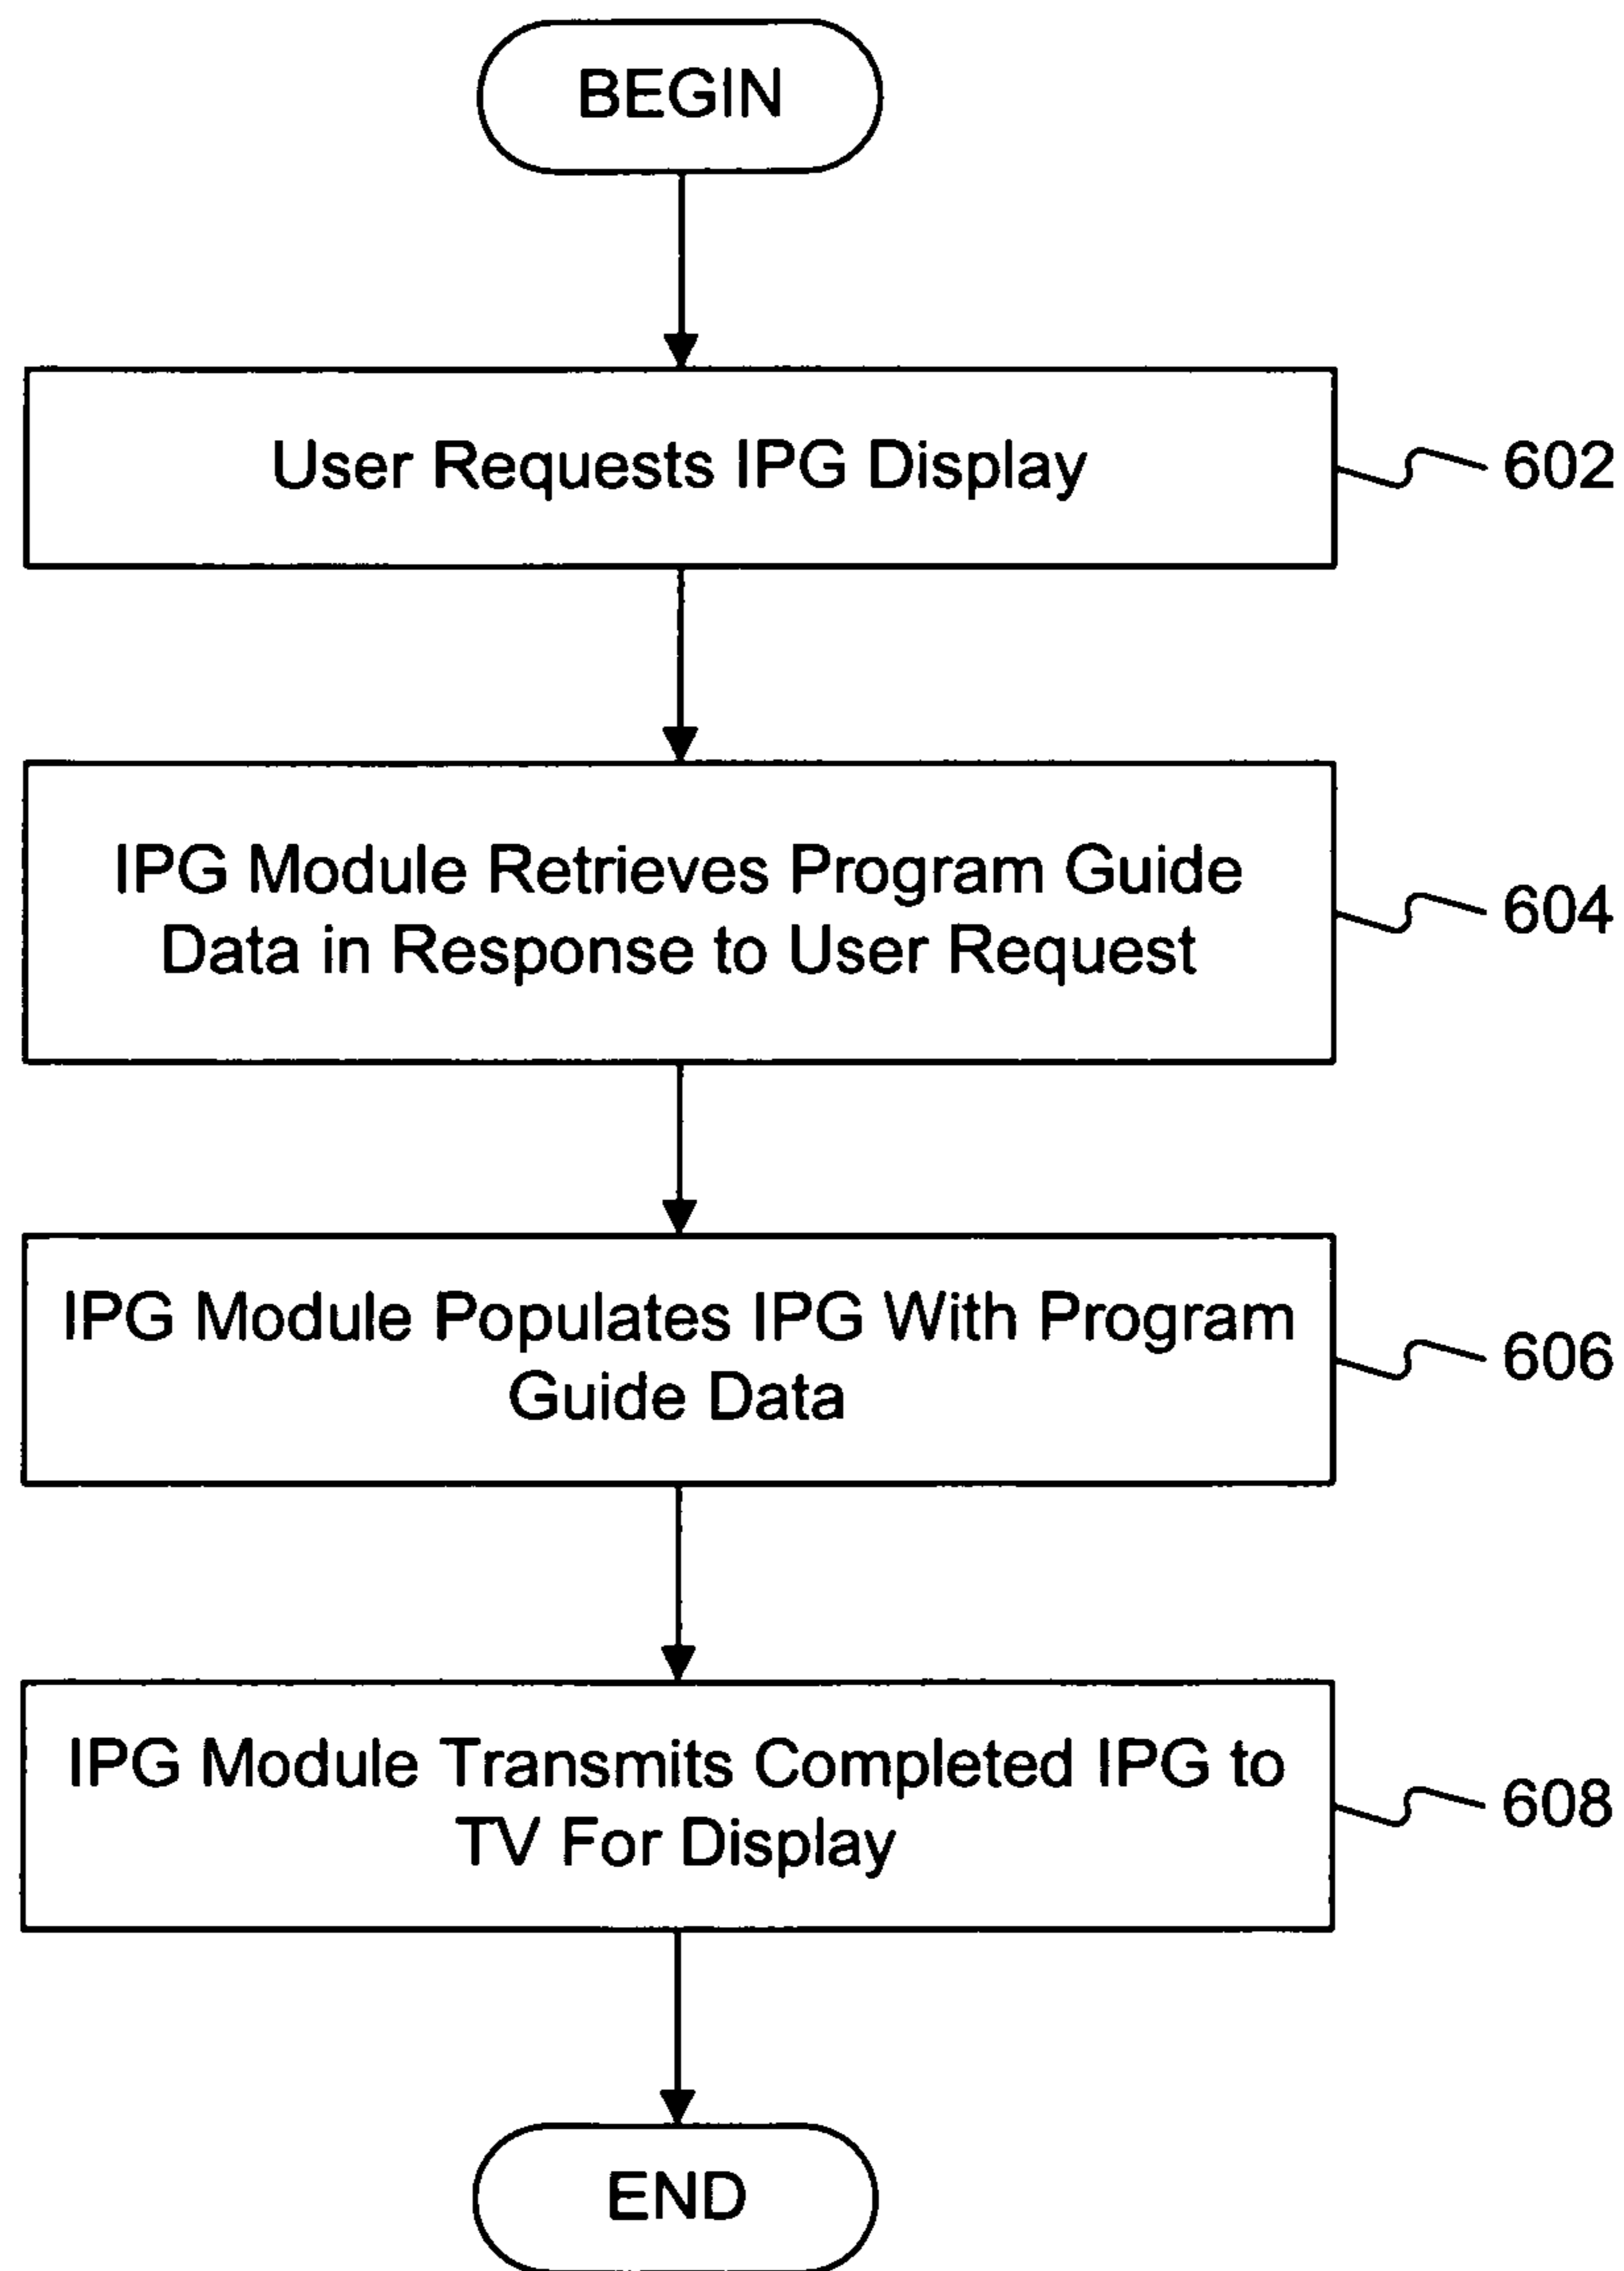 BEGIN
User Requests IPG Display
602
IPG Module Retrieves Program Guide
Data in Response to User Request
604
IPG Module Populates IPG With Program
Guide Data
606
IPG Module Transmits Completed IPG to
TV For Display
608
END